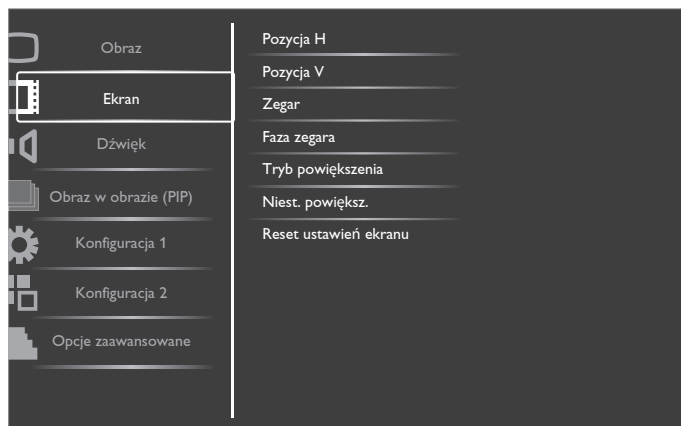 Obraz
Ekran
Dźwięk
Obraz w obrazie (PIP)
Konfiguracja 1
Konfiguracja 2
Opcje zaawansowane
Pozycja H
Pozycja V
Zegar
Faza zegara
Tryb powiększenia
Niest. powiększ.
Reset ustawień ekranu